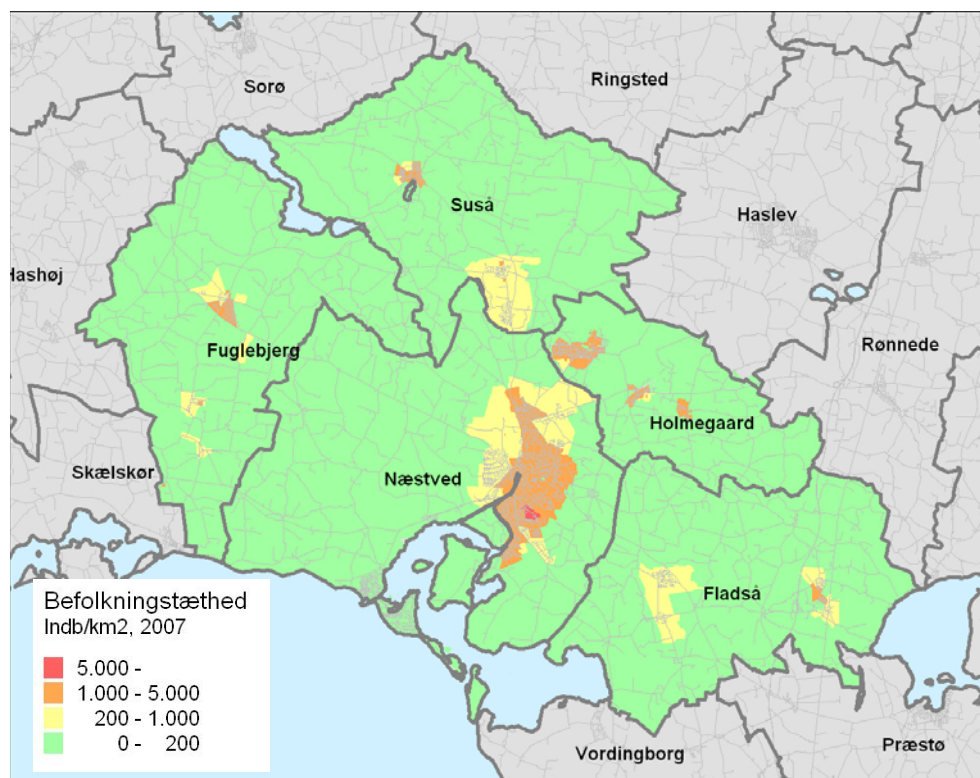 Sorø
Ringsted
Suså
Haslev
Hashøj
Fuglebjerg
Rønnede
Holmegaard
Skælskør
Næstved
Fladså
Vordingborg
Præstø
Befolkningstæthed
Indb/km2, 2007
5.000 -
1.000 - 5.000
200 - 1.000
0 - 200